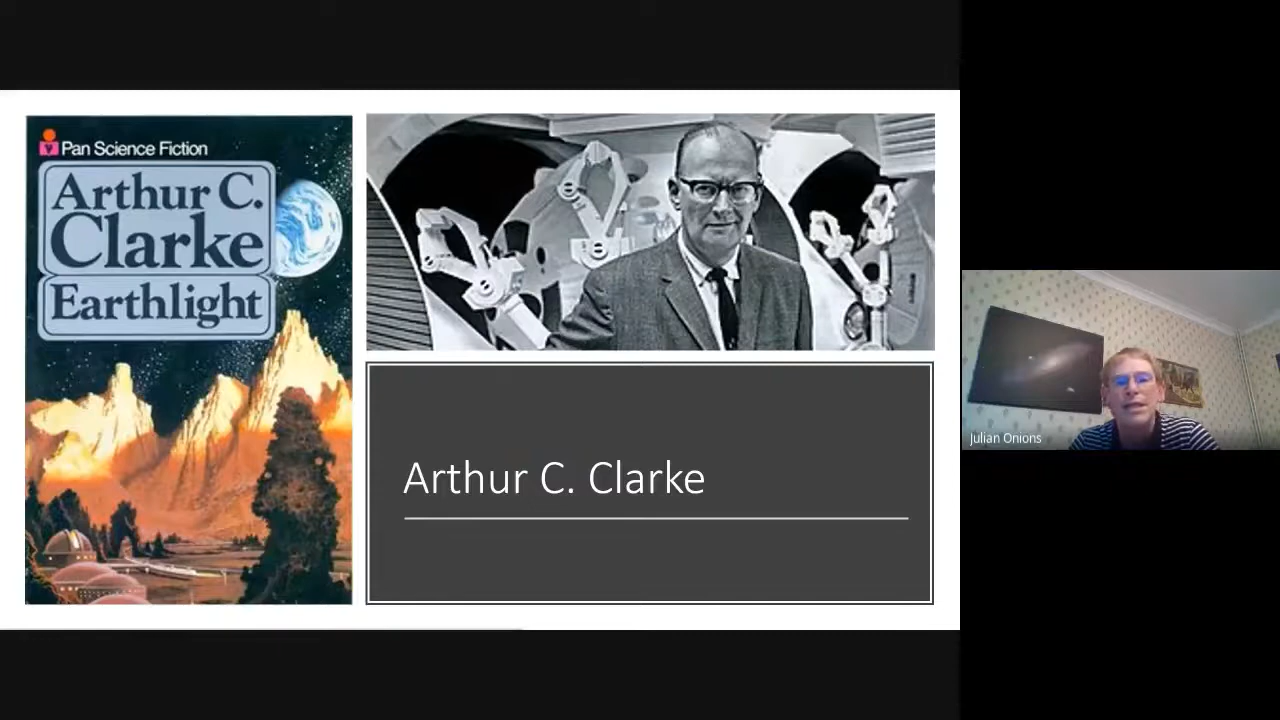 Pan Science Fiction
Arthur C.
Clarke
Earthlight
Arthur C. Clarke
Julian Onions